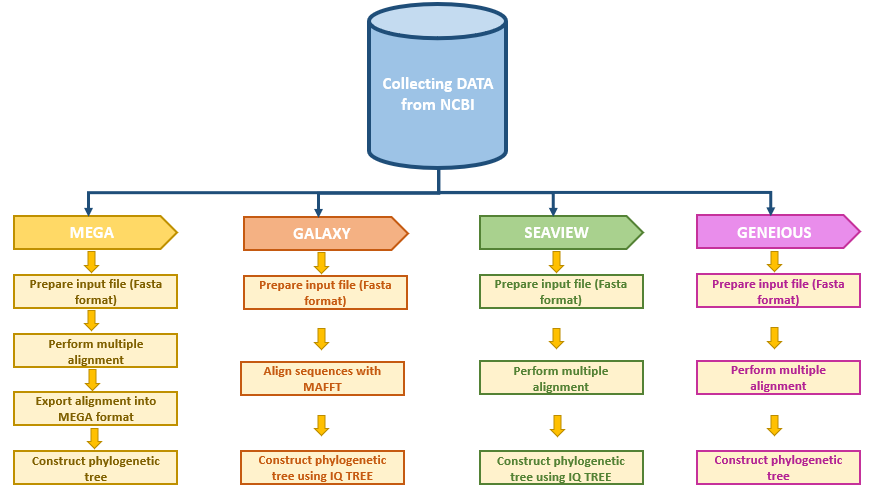 Collecting DATA
from NCBI
MEGA
GALAXY
SEAVIEW
GENEIOUS
Prepare input file (Fasta
format)
Prepare input file (Fasta
format)
Prepare input file (Fasta
format)
Prepare input file (Fasta
format)
Perform multiple
alignment
Align sequences with
MAFFT
Perform multiple
alignment
Perform multiple
alignment
Export alignment into
MEGA format
Construct phylogenetic
tree
Construct phylogenetic
tree using IQ TREE
Construct phylogenetic
tree using IQ TREE
Construct phylogenetic
tree